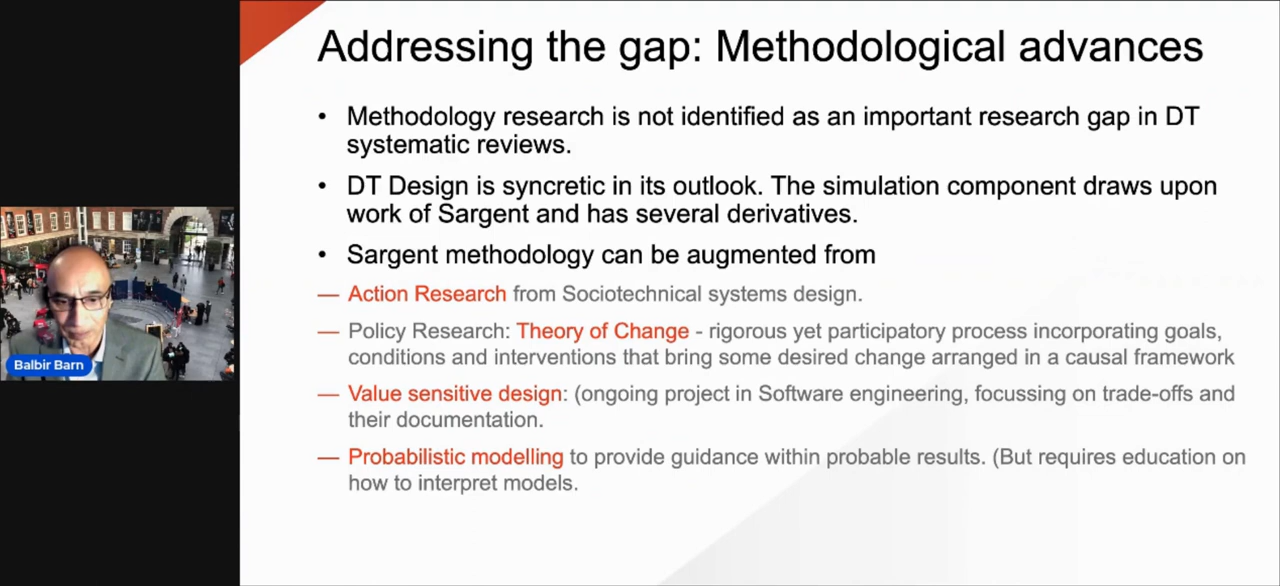 Addressing the gap: Methodological advances
• Methodology research is not identified as an important research gap in DT
systematic reviews.
• DT Design is syncretic in its outlook. The simulation component draws upon
work of Sargent and has several derivatives.
• Sargent methodology can be augmented from
— Action Research from Sociotechnical systems design.
— Policy Research: Theory of Change - rigorous yet participatory process incorporating goals,
conditions and interventions that bring some desired change arranged in a causal framework
— Value sensitive design: (ongoing project in Software engineering, focussing on trade-offs and
their documentation.
— Probabilistic modelling to provide guidance within probable results. (But requires education on
how to interpret models.
Balbir Barn